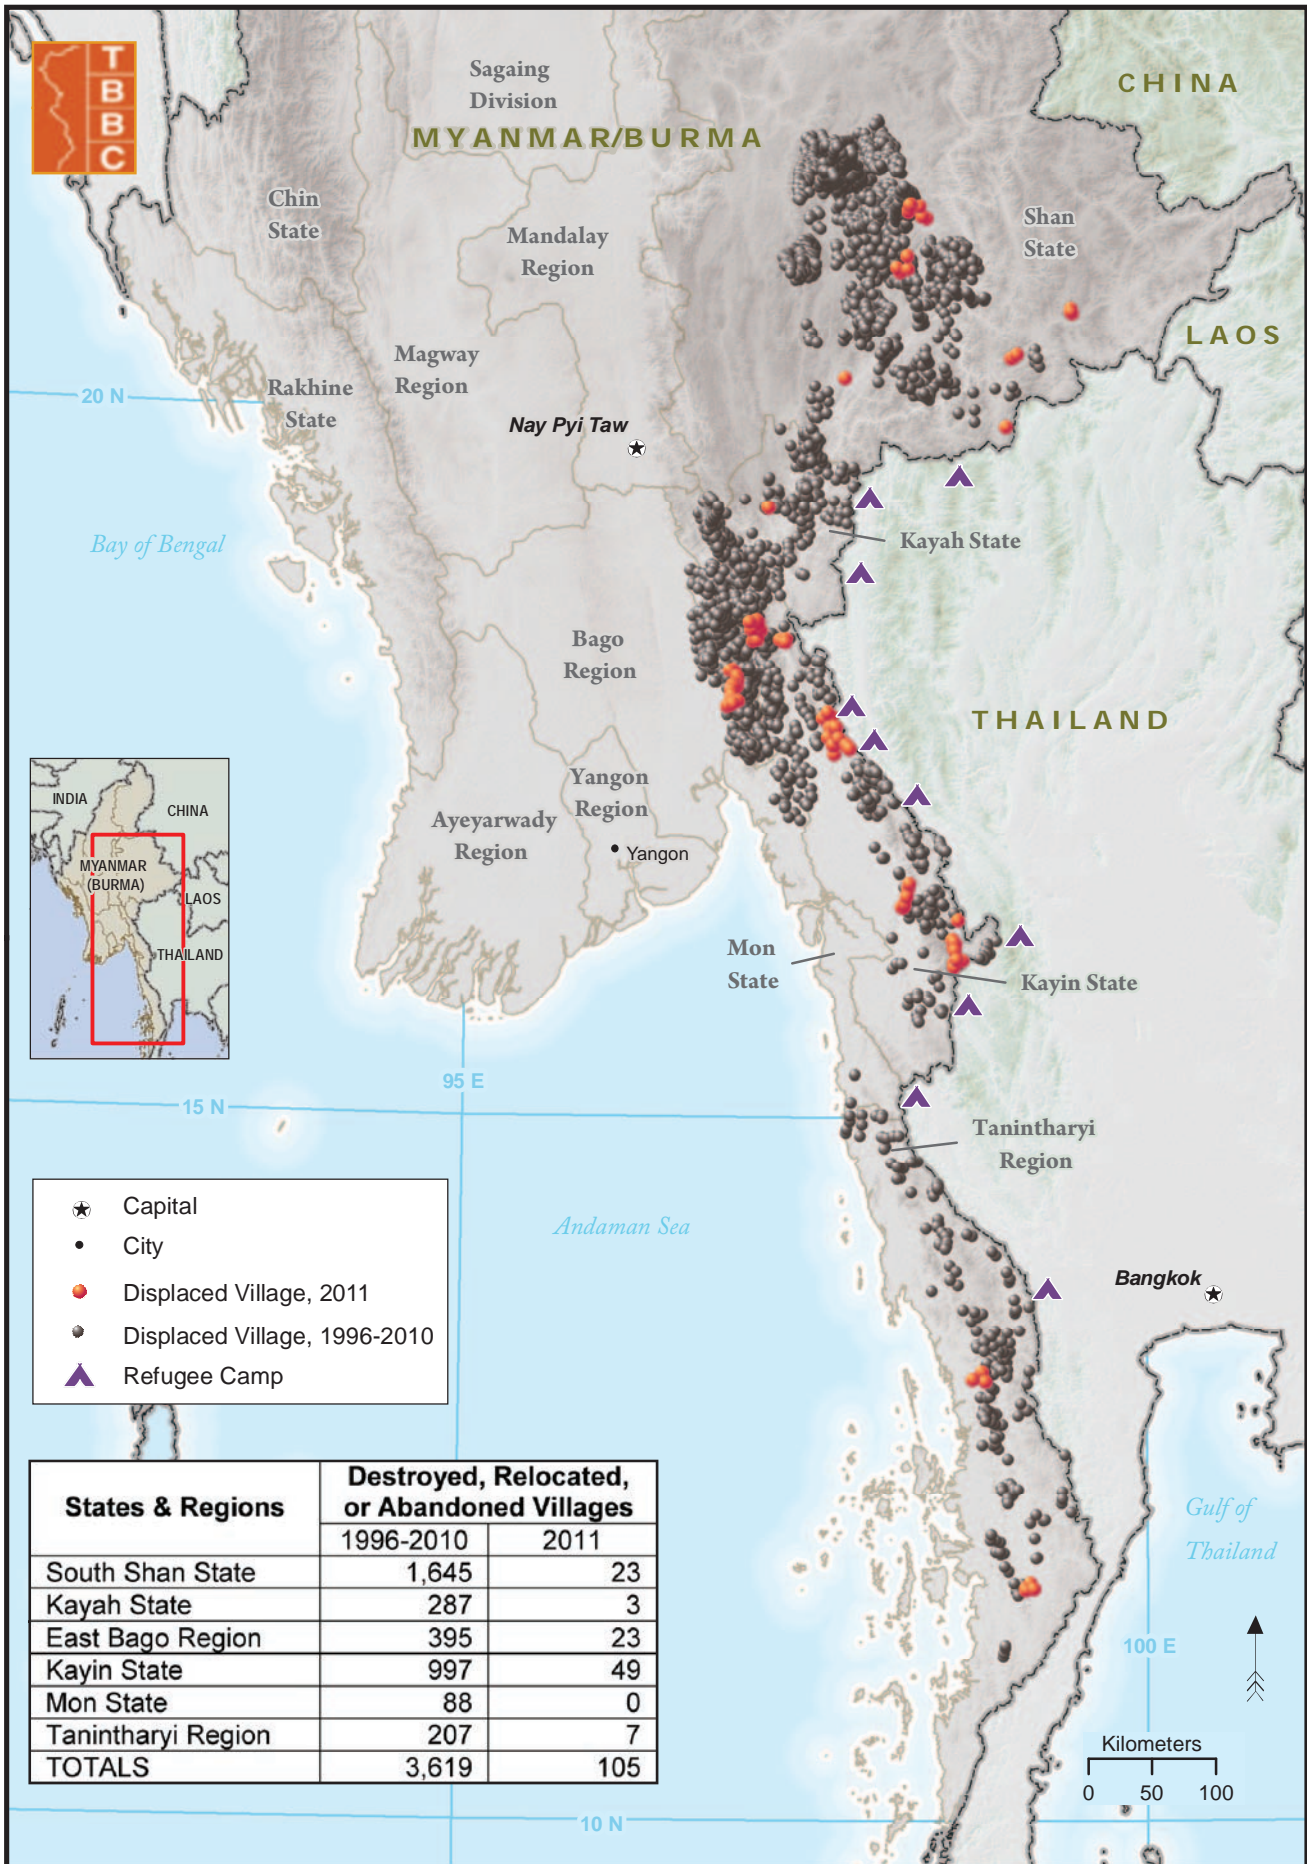 T
B
B
C
Sagaing
Division
CHINA
MYANMAR/BURMA
Chin
State
Mandalay
Region
Shan
State
LAOS
Magway
Region
Rakhine
State
20 N
Nay Pyi Taw
Bay of Bengal
Kayah State
Bago
Region
THAILAND
Yangon
Region
Ayeyarwady
Region
Yangon
INDIA
CHINA
MYANMAR
(BURMA)
LAOS
THAILAND
Mon
State
Kayin State
95 E
15 N
Tanintharyi
Region
Andaman Sea
Bangkok
Capital
City
Displaced Village, 2011
Displaced Village, 1996-2010
Refugee Camp
States & Regions
Destroyed, Relocated,
or Abandoned Villages
1996-2010 2011
South Shan State 1,645 23
Kayah State 287 3
East Bago Region 395 23
Kayin State 997 49
Mon State 88 0
Tanintharyi Region 207 7
TOTALS 3,619 105
Gulf of
Thailand
100 E
Kilometers
0 50 100
10 N